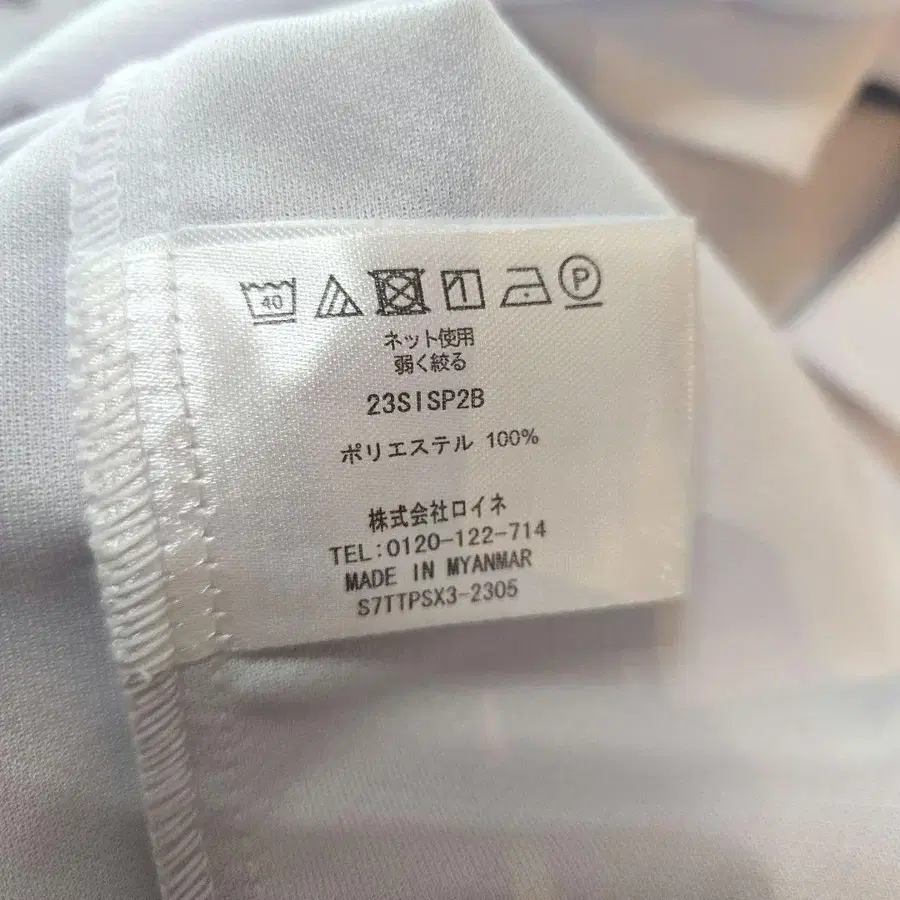 40 P
ネット使用
弱く絞る
23SISP2B
ポリエステル 100%
株式会社ロイネ
TEL:0120-122-714
MADE IN MYANMAR
S7TTPSX3-2305